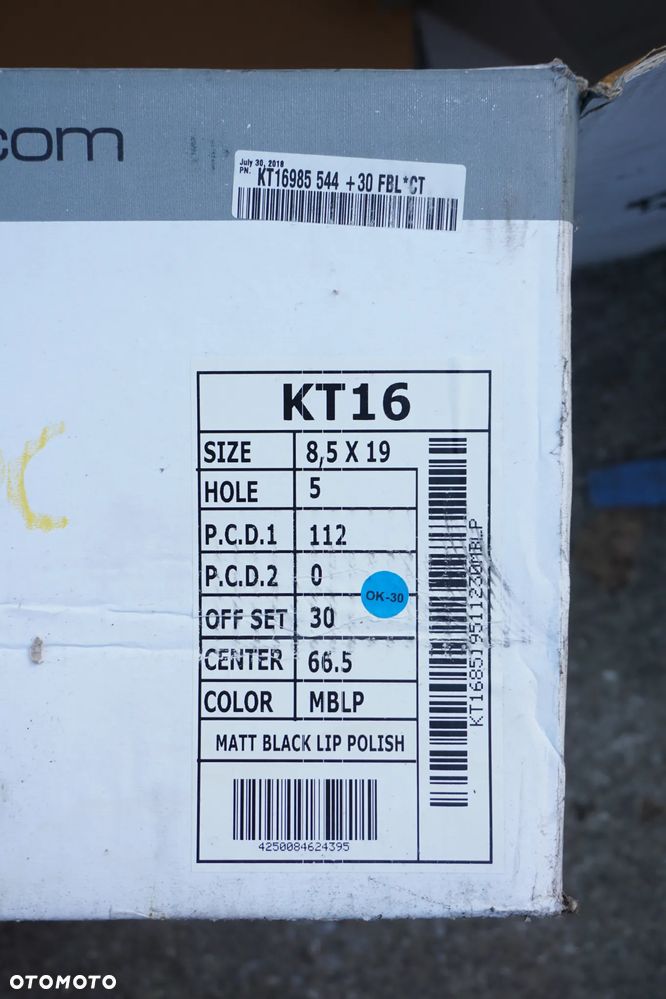 com
July 30, 2018
PN. KT16985 544 +30 FBL*CT
KT16
SIZE 8,5 X 19
HOLE 5
P.C.D.1 112
P.C.D.2 0
OK-30
OFF SET 30
CENTER 66.5
COLOR MBLP
MATT BLACK LIP POLISH
4250084624395
KT168519511230MBLP
OTOMOTO